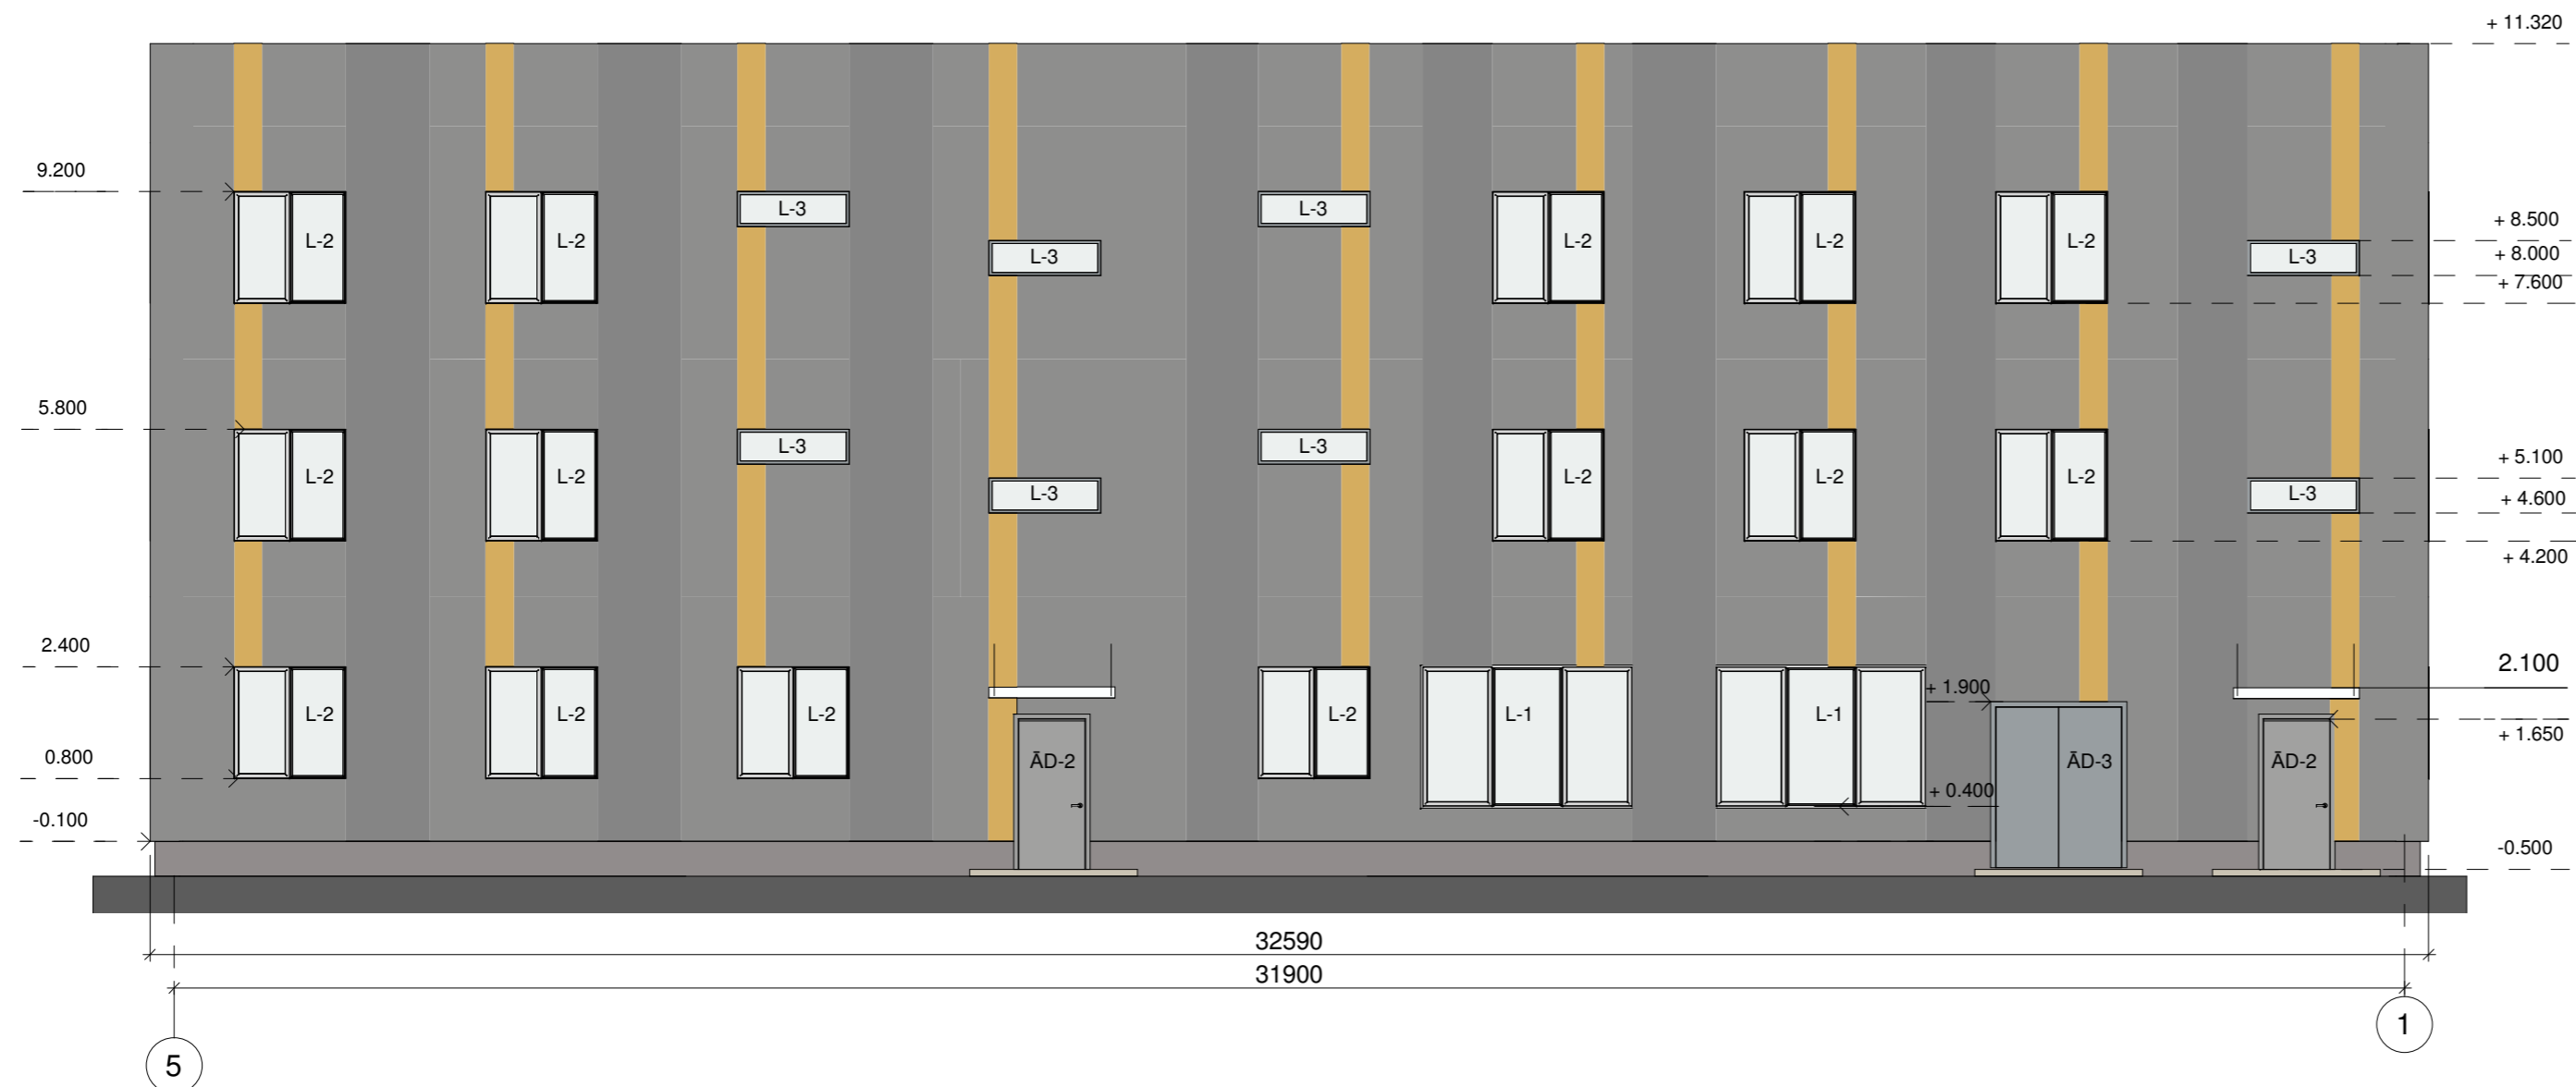 + 11.320
9.200
L-3 L-3
+ 8.500
L-2 L-2 L-2 L-2 L-2
L-3 L-3
+ 8.000
+ 7.600
5.800
L-3 L-3
+ 5.100
L-2 L-2 L-2 L-2 L-2
L-3 L-3
+ 4.600
+ 4.200
2.400
2.100
+ 1.900
L-2 L-2 L-2 L-2 L-1 L-1
+ 1.650
0.800
ĀD-2 ĀD-3 ĀD-2
+ 0.400
-0.100
-0.500
32590
31900
5 1